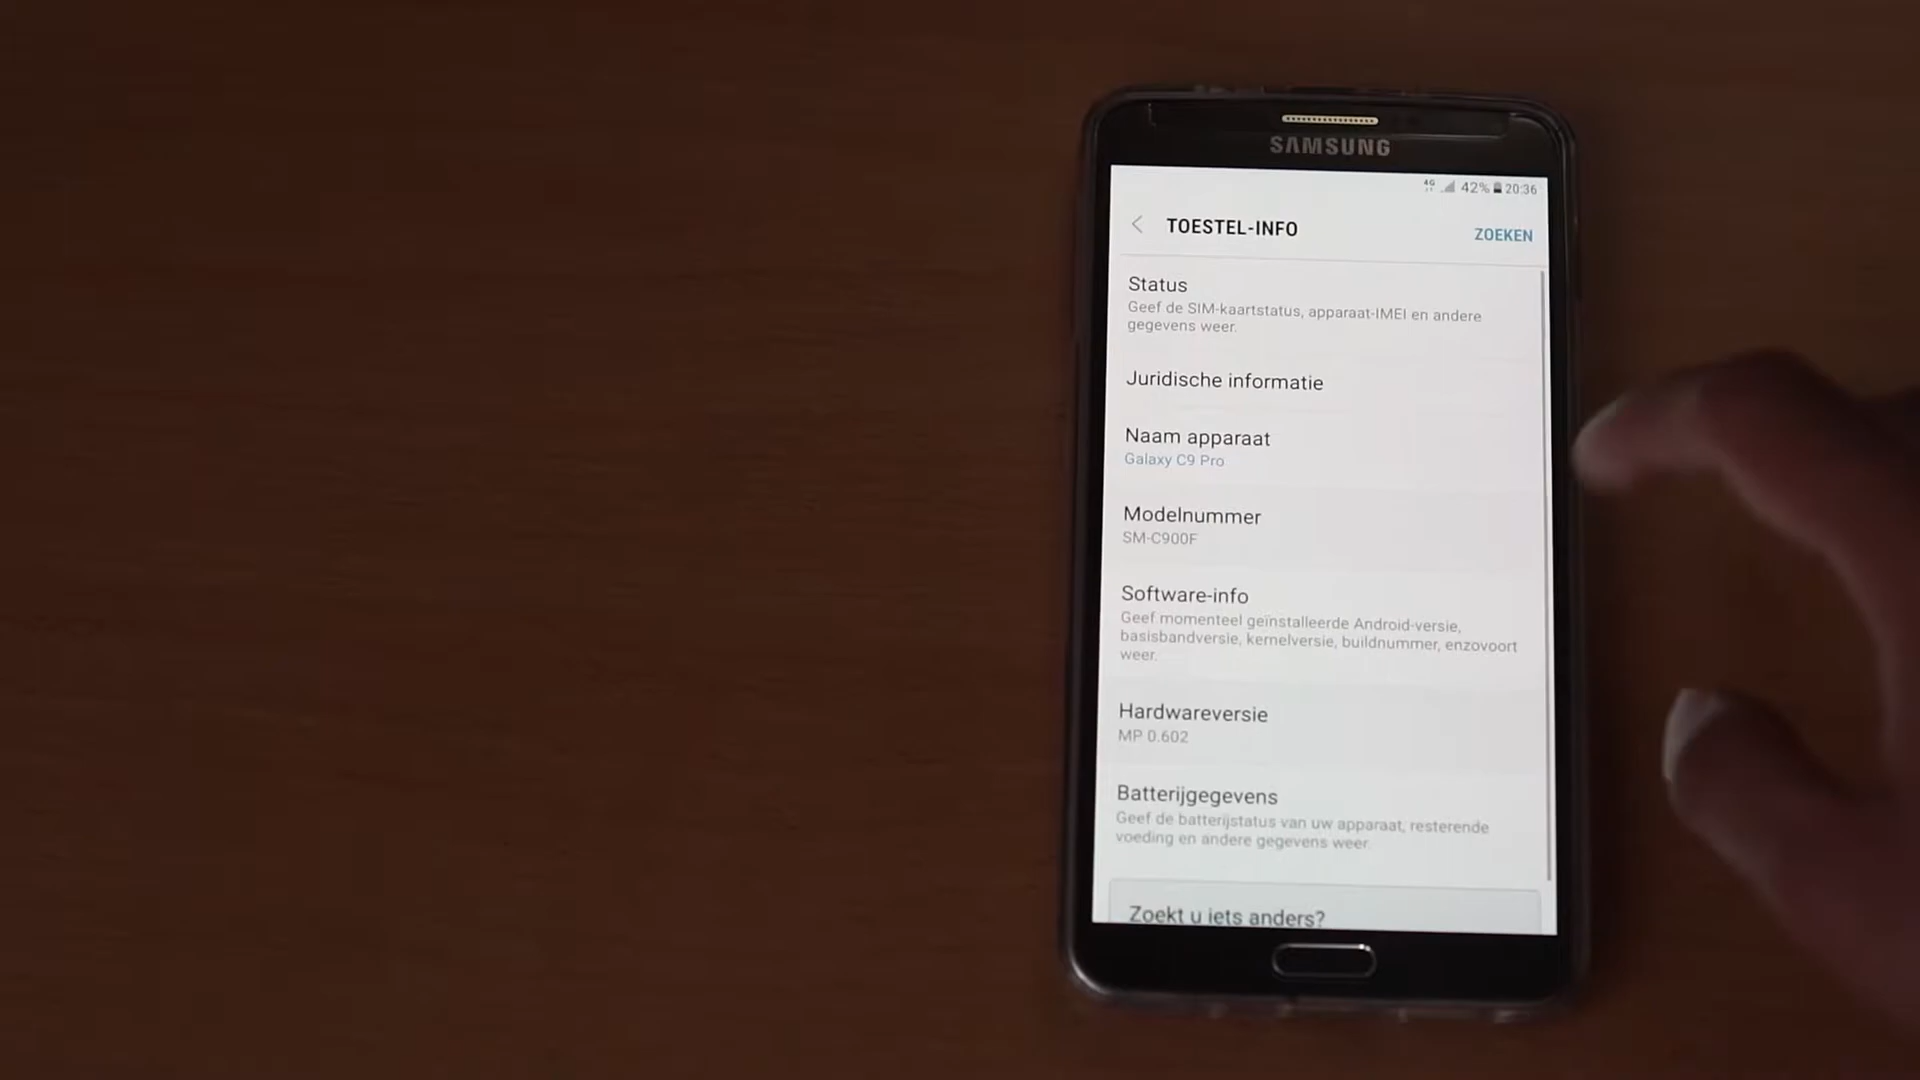 SAMSUNG
4G 42% 20:36
TOESTEL-INFO
ZOEKEN
Status
Geef de SIM-kaartstatus, apparaat-IMEI en andere
gegevens weer.
Juridische informatie
Naam apparaat
Galaxy C9 Pro
Modelnummer
SM-C900F
Software-info
Geef momenteel geïnstalleerde Android-versie,
basisbandversie, kernelversie, buildnummer, enzovoort
weer.
Hardwareversie
MP 0.602
Batterijgegevens
Geef de batterijstatus van uw apparaat, resterende
voeding en andere gegevens weer.
Zoekt u iets anders?